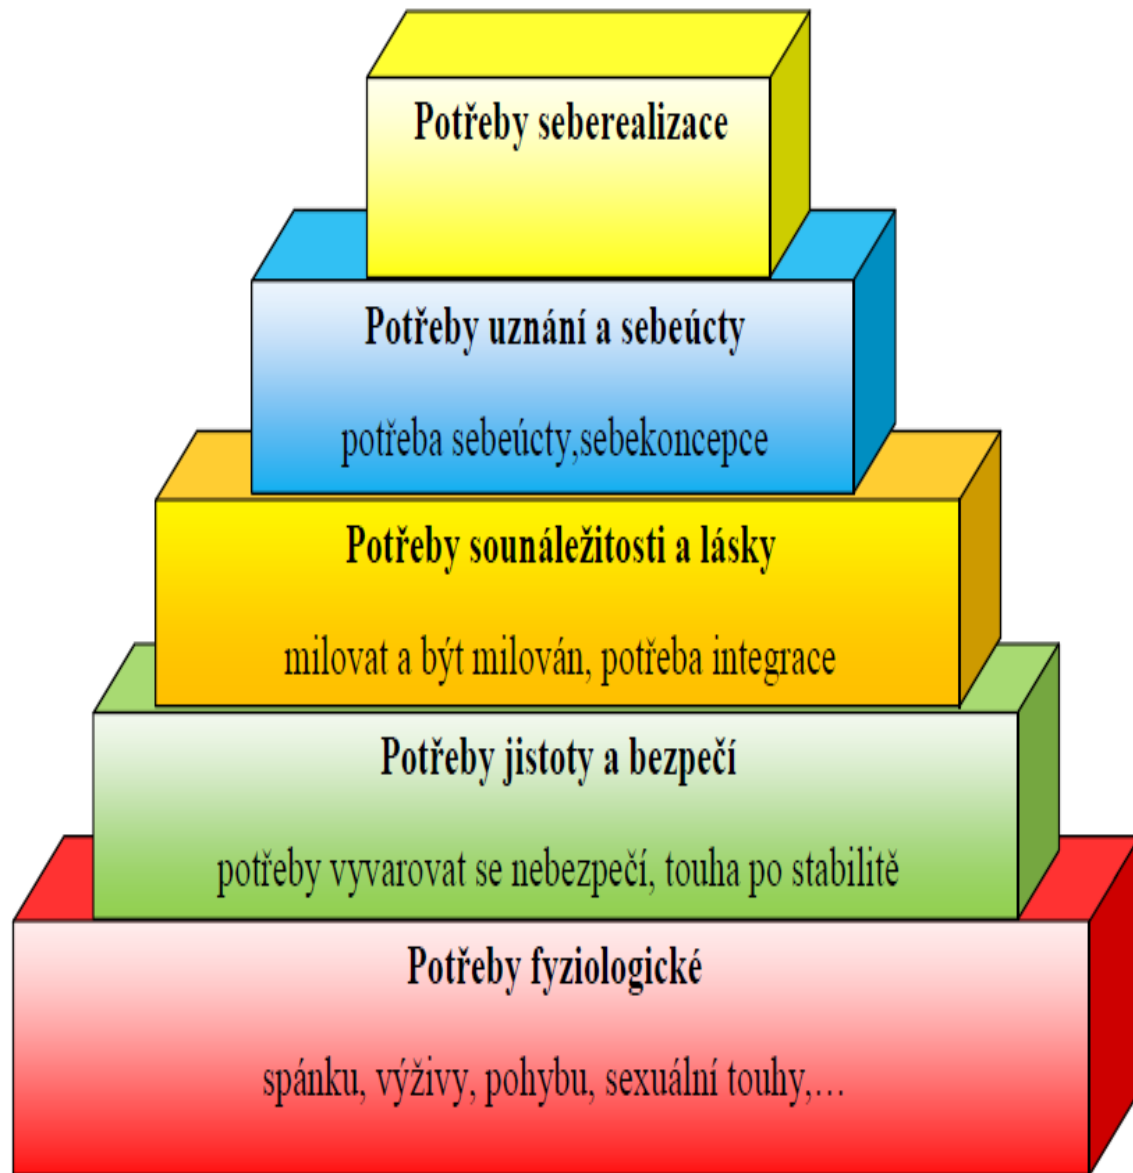 Potřeby seberealizace
Potřeby uznání a sebeúcty
potřeba sebeúcty,sebekoncepce
Potřeby sounáležitosti a lásky
milovat a být milován, potřeba integrace
Potřeby jistoty a bezpečí
potřeby vyvarovat se nebezpečí, touha po stabilitě
Potřeby fyziologické
spánku, výživy, pohybu, sexuální touhy,…